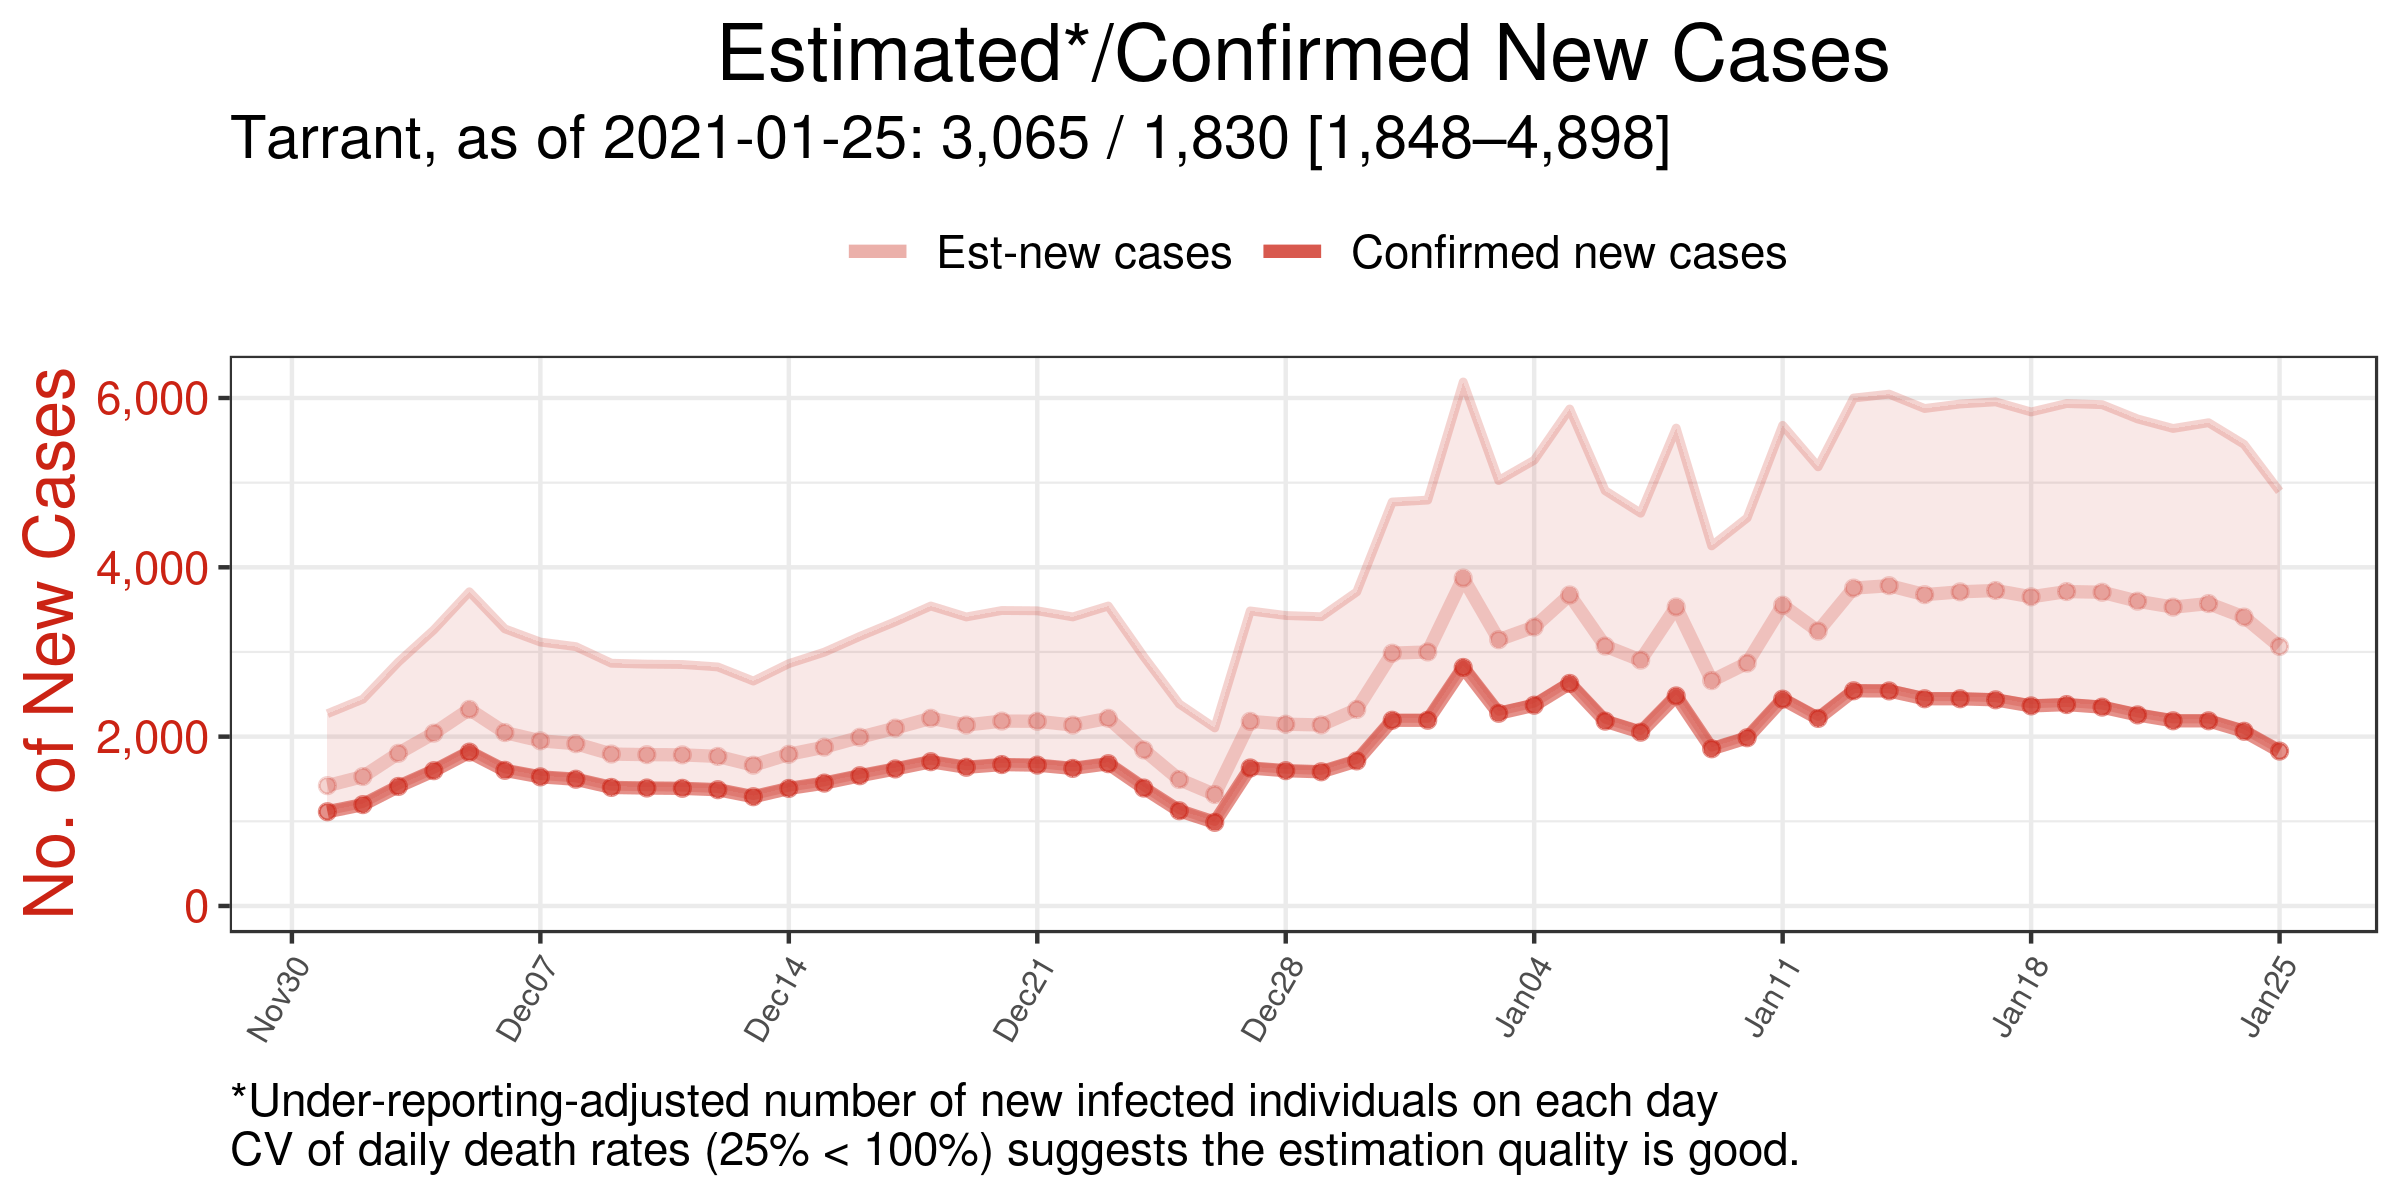 Estimated*/Confirmed New Cases
Tarrant, as of 2021-01-25: 3,065 / 1,830 [1,848–4,898]
Est-new cases
Confirmed new cases
No. of New Cases
6,000
4,000
2,000
0
Nov30
Dec07
Dec14
Dec21
Dec28
Jan04
Jan11
Jan18
Jan25
*Under-reporting-adjusted number of new infected individuals on each day
CV of daily death rates (25% < 100%) suggests the estimation quality is good.